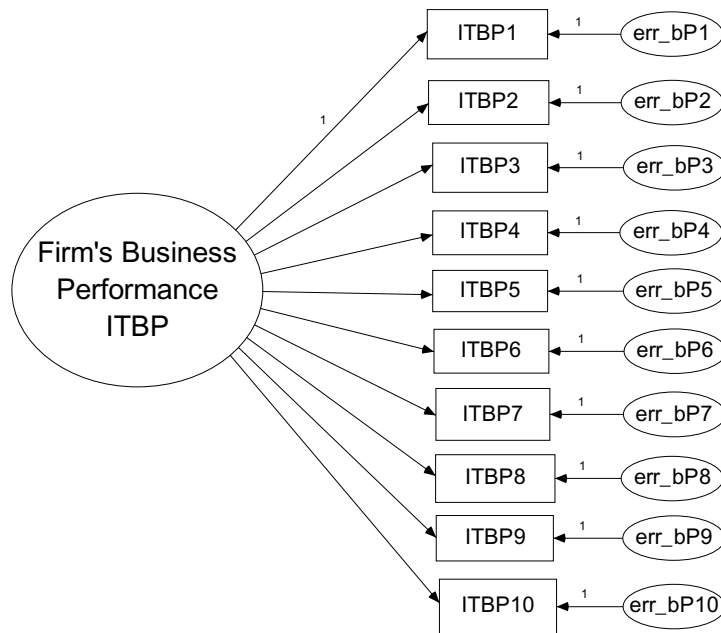 ITBP1
1
err_bP1
ITBP2
1
err_bP2
1
ITBP3
1
err_bP3
ITBP4
1
err_bP4
Firm's Business
Performance
ITBP
ITBP5
1
err_bP5
ITBP6
1
err_bP6
ITBP7
1
err_bP7
ITBP8
1
err_bP8
ITBP9
1
err_bP9
ITBP10
1
err_bP10